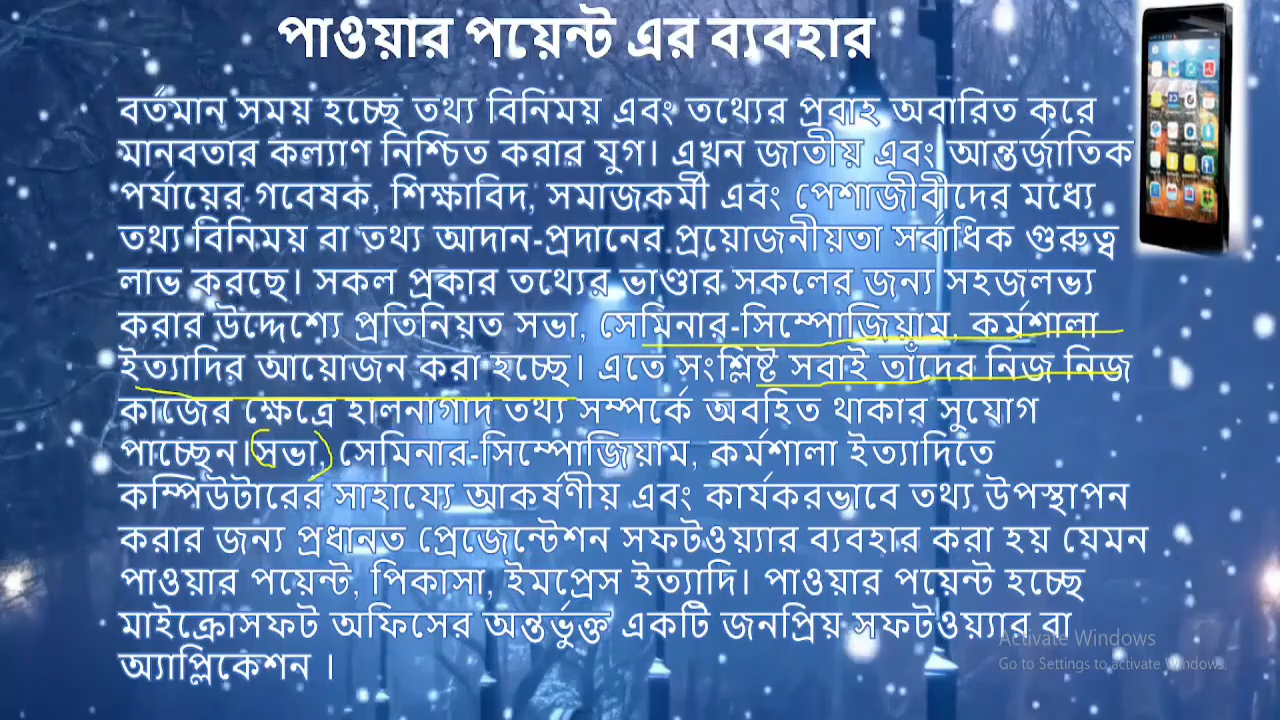 পাওয়ার পয়েন্ট এর ব্যবহার
বর্তমান সময় হচ্ছে তথ্য বিনিময় এবং তথ্যের প্রবাহ অবারিত করে
মানবতার কল্যাণ নিশ্চিত করার যুগ। এখন জাতীয় এবং আন্তর্জাতিক
পর্যায়ের গবেষক, শিক্ষাবিদ, সমাজকর্মী এবং পেশাজীবীদের মধ্যে
তথ্য বিনিময় বা তথ্য আদান-প্রদানের প্রয়োজনীয়তা সর্বাধিক গুরুত্ব
লাভ করছে। সকল প্রকার তথ্যের ভাণ্ডার সকলের জন্য সহজলভ্য
করার উদ্দেশ্যে প্রতিনিয়ত সভা, সেমিনার-সিম্পোজিয়াম, কর্মশালা
ইত্যাদির আয়োজন করা হচ্ছে। এতে সংশ্লিষ্ট সবাই তাঁদের নিজ নিজ
কাজের ক্ষেত্রে হালনাগাদ তথ্য সম্পর্কে অবহিত থাকার সুযোগ
পাচ্ছেন। সভা, সেমিনার-সিম্পোজিয়াম, কর্মশালা ইত্যাদিতে
কম্পিউটারের সাহায্যে আকর্ষণীয় এবং কার্যকরভাবে তথ্য উপস্থাপন
করার জন্য প্রধানত প্রেজেন্টেশন সফটওয়্যার ব্যবহার করা হয় যেমন
পাওয়ার পয়েন্ট, পিকাসা, ইমপ্রেস ইত্যাদি। পাওয়ার পয়েন্ট হচ্ছে
মাইক্রোসফট অফিসের অন্তর্ভুক্ত একটি জনপ্রিয় সফটওয়্যার বা
অ্যাপ্লিকেশন ।
Activate Windows
Go to Settings to activate Windows.